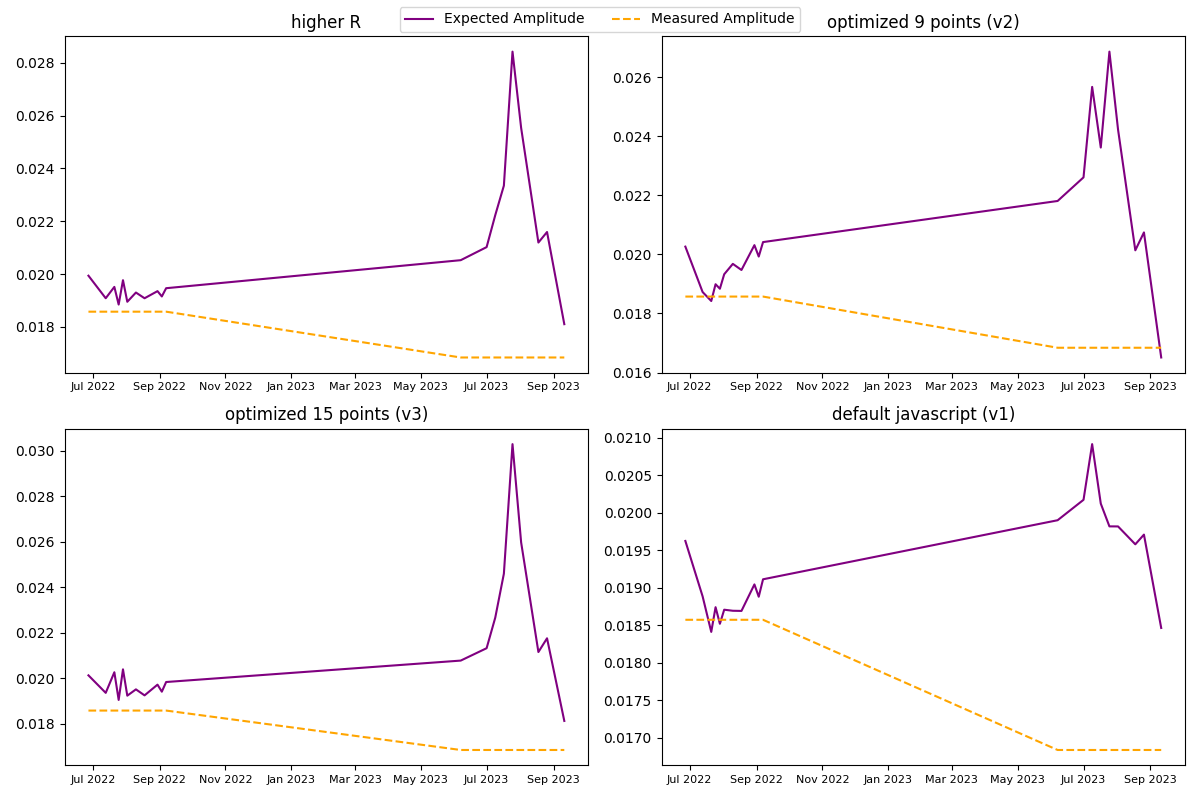 Expected Amplitude
Measured Amplitude
higher R
0.028
0.026
0.024
0.022
0.020
0.018
Jul 2022 Sep 2022 Nov 2022 Jan 2023 Mar 2023 May 2023 Jul 2023 Sep 2023
optimized 9 points (v2)
0.026
0.024
0.022
0.020
0.018
0.016
Jul 2022 Sep 2022 Nov 2022 Jan 2023 Mar 2023 May 2023 Jul 2023 Sep 2023
optimized 15 points (v3)
0.030
0.028
0.026
0.024
0.022
0.020
0.018
Jul 2022 Sep 2022 Nov 2022 Jan 2023 Mar 2023 May 2023 Jul 2023 Sep 2023
default javascript (v1)
0.0210
0.0205
0.0200
0.0195
0.0190
0.0185
0.0180
0.0175
0.0170
Jul 2022 Sep 2022 Nov 2022 Jan 2023 Mar 2023 May 2023 Jul 2023 Sep 2023